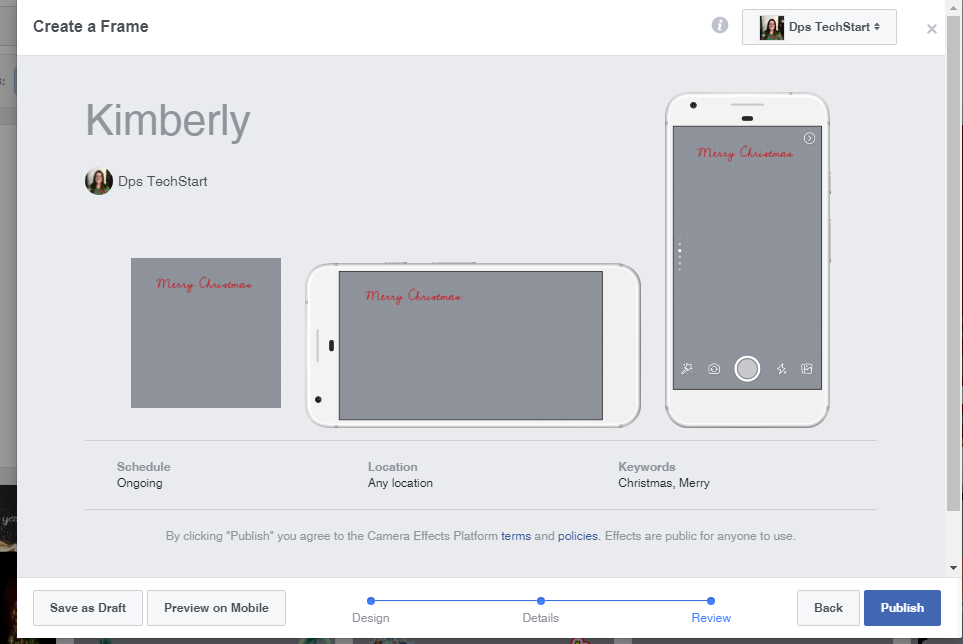 Create a Frame
Dps TechStart
Kimberly
Dps TechStart
Merry Christmas
Merry Christmas
Merry Christmas
Schedule
Ongoing
Location
Any location
Keywords
Christmas, Merry
By clicking "Publish" you agree to the Camera Effects Platform terms and policies. Effects are public for anyone to use.
Save as Draft
Preview on Mobile
Design
Details
Review
Back
Publish